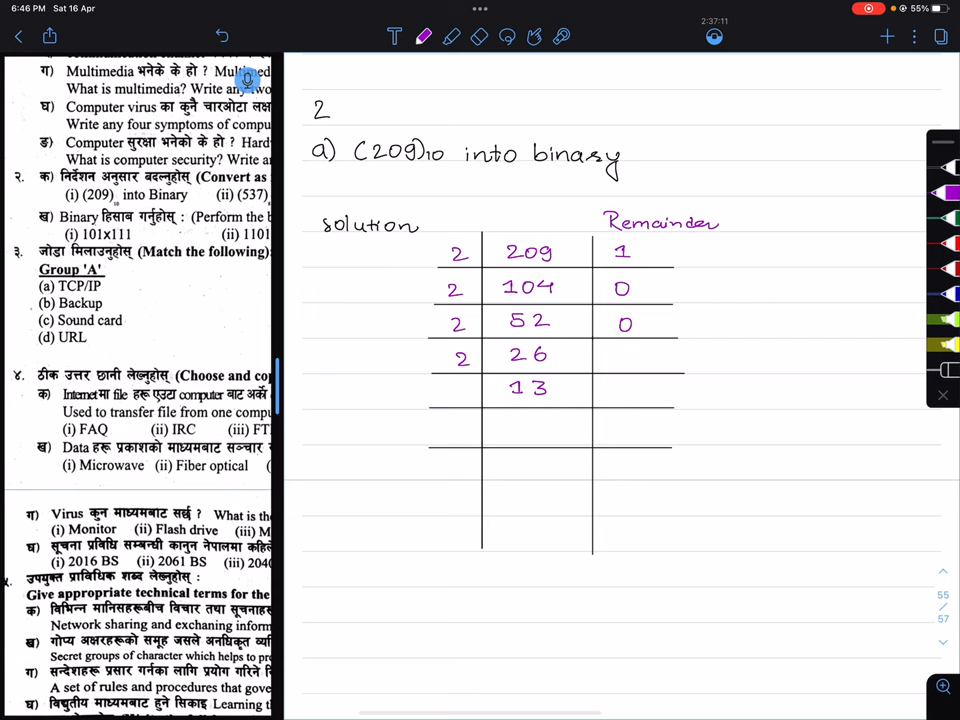 6:46 PM Sat 16 Apr
55%
2:37:11
ग) Multimedia भनेके के हो ?
What is multimedia? Write any two
घ) Computer virus का कुनै चारओटा लक्ष
Write any four symptoms of compu
ङ) Computer सुरक्षा भनेको के हो ? Hard
What is computer security? Write a
२. क) निर्देशन अनुसार बदल्नुहोस् (Convert as
(i) (209)10 into Binary (ii) (537)
ख) Binary हिसाब गर्नुहोस् : (Perform the b
(i) 101x111 (ii) 1101
३. जोडा मिलाउनुहोस् (Match the following)
Group 'A'
(a) TCP/IP
(b) Backup
(c) Sound card
(d) URL
४. ठीक उत्तर छानी लेख्नुहोस् (Choose and cop
क) Internet मा file हरू एउटा computer बाट अर्को
Used to transfer file from one compu
(i) FAQ (ii) IRC (iii) FT
ख) Data हरू प्रकाशको माध्यमबाट सञ्चार
(i) Microwave (ii) Fiber optical (
ग) Virus कुन माध्यमबाट सर्छ ? What is the
(i) Monitor (ii) Flash drive (iii) M
घ) सूचना प्रविधि सम्बन्धी कानुन नेपालमा कहिले
(i) 2016 BS (ii) 2061 BS (iii) 2040
५. उपयुक्त प्राविधिक शब्द लेख्नुहोस् :
Give appropriate technical terms for the
क) विभिन्न मानिसहरूबीच विचार तथा सूचनाह
Network sharing and exchaning inform
ख) गोप्य अक्षरहरूको समूह जसले अनधिकृत व्य
Secret groups of character which helps to pr
ग) सन्देशहरू प्रसार गर्नका लागि प्रयोग गरिने
A set of rules and procedures that gove
घ) विद्युतीय माध्यमबाट हुने सिकाइ Learning t
2
a) (209)10 into binary
solution Remainder
2 209 1
2 104 0
2 52 0
2 26
13
55
/
57